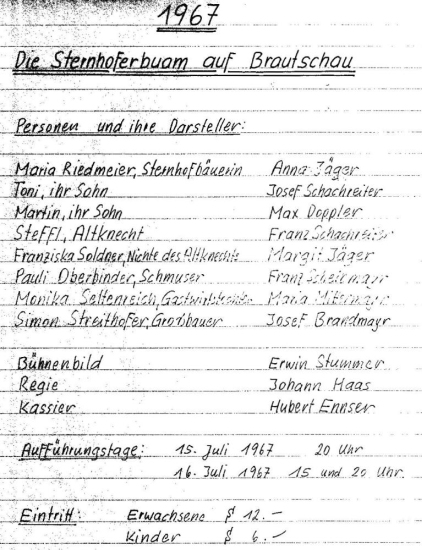 1967
Die Sternhoferbuam auf Brautschau
Personen und ihre Darsteller:
Maria Riedmeier, Sternhofbäuerin Anna Jäger
Toni, ihr Sohn Josef Schachreiter
Martin, ihr Sohn Max Doppler
Steffl, Altknecht Franz Schachreiter
Franziska Soldner, Nichte des Altknechts Margit Jäger
Pauli Oberbinder, Schmuser Franz
Monika Seltenreich, Maria
Simon Streithofer, Großbauer Josef Brandmayr
Bühnenbild Erwin Stummer
Regie Johann Haas
Kassier Hubert Ennser
Aufführungstage: 15. Juli 1967 20 Uhr
16. Juli 1967 15 und 20 Uhr.
Eintritt: Erwachsene $ 12.-
Kinder $ 6.-